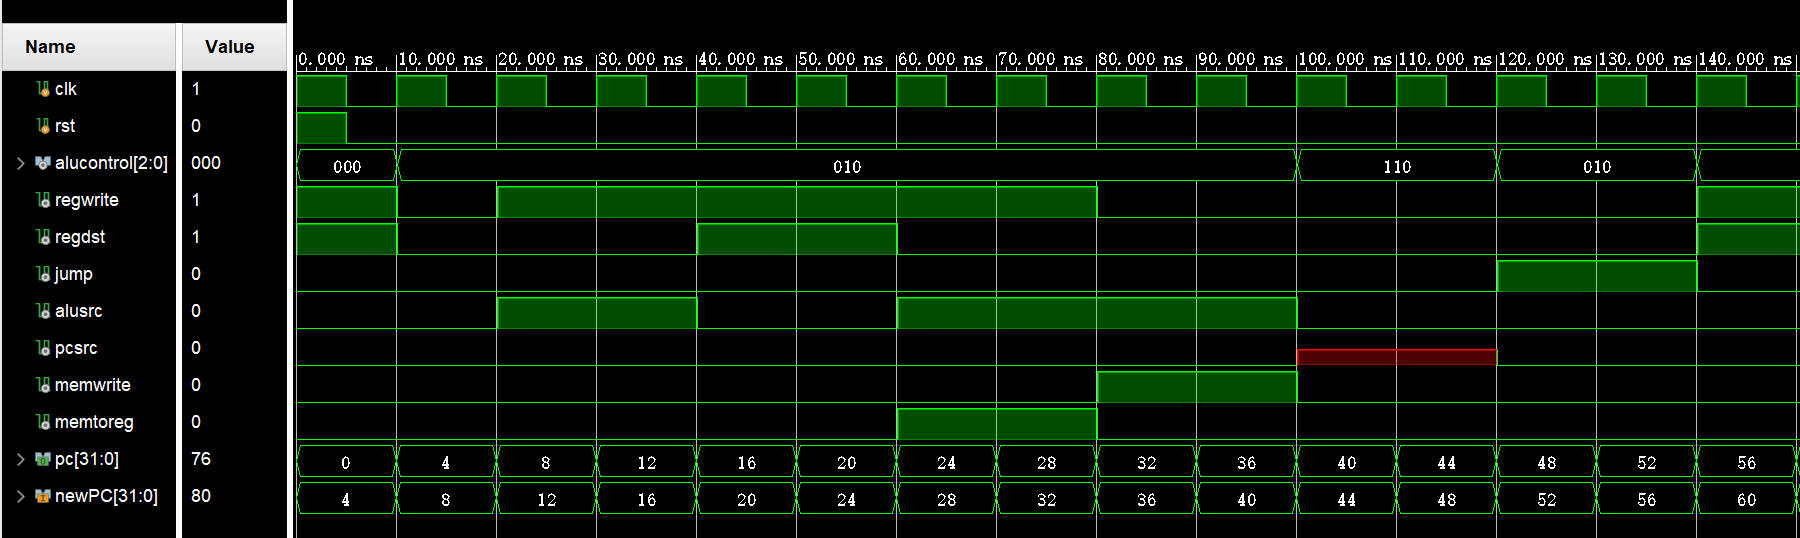 Name Value
0.000 ns 10.000 ns 20.000 ns 30.000 ns 40.000 ns 50.000 ns 60.000 ns 70.000 ns 80.000 ns 90.000 ns 100.000 ns 110.000 ns 120.000 ns 130.000 ns 140.000 ns
clk 1
rst 0
alucontrol[2:0] 000 000 010 110 010
regwrite 1
regdst 1
jump 0
alusrc 0
pcsrc 0
memwrite 0
memtoreg 0
pc[31:0] 76 0 4 8 12 16 20 24 28 32 36 40 44 48 52 56
newPC[31:0] 80 4 8 12 16 20 24 28 32 36 40 44 48 52 56 60